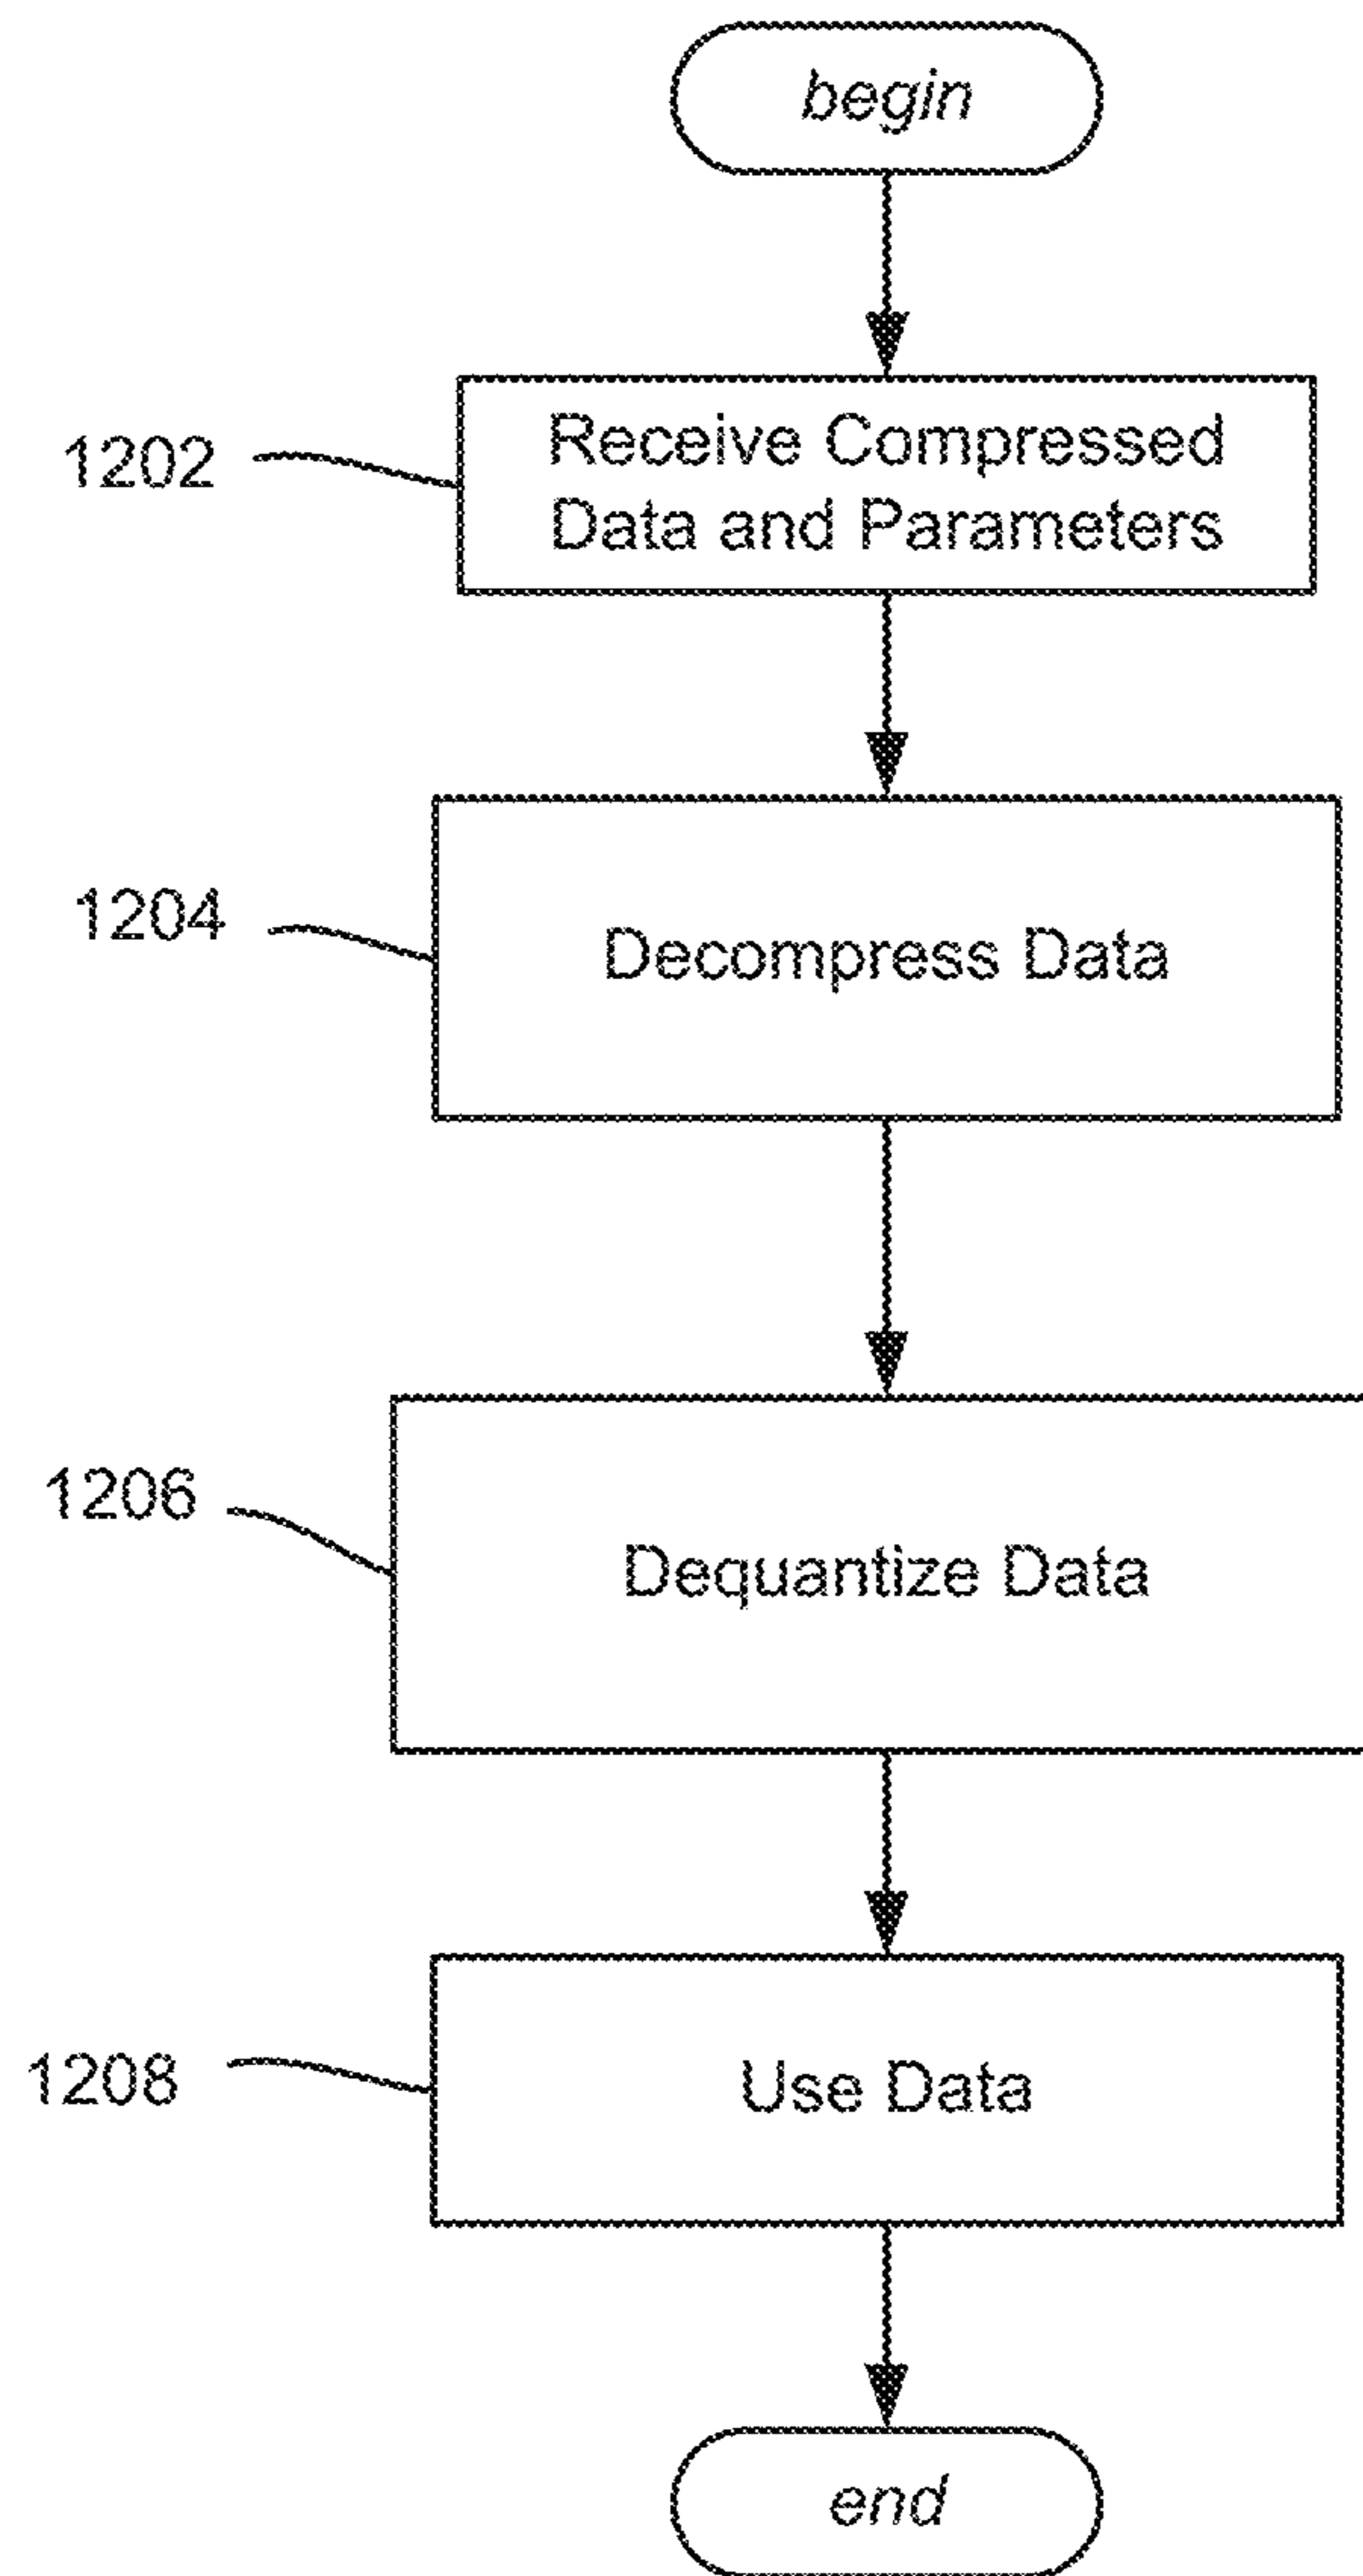 begin
1202
Receive Compressed
Data and Parameters
1204
Decompress Data
1206
Dequantize Data
1208
Use Data
end